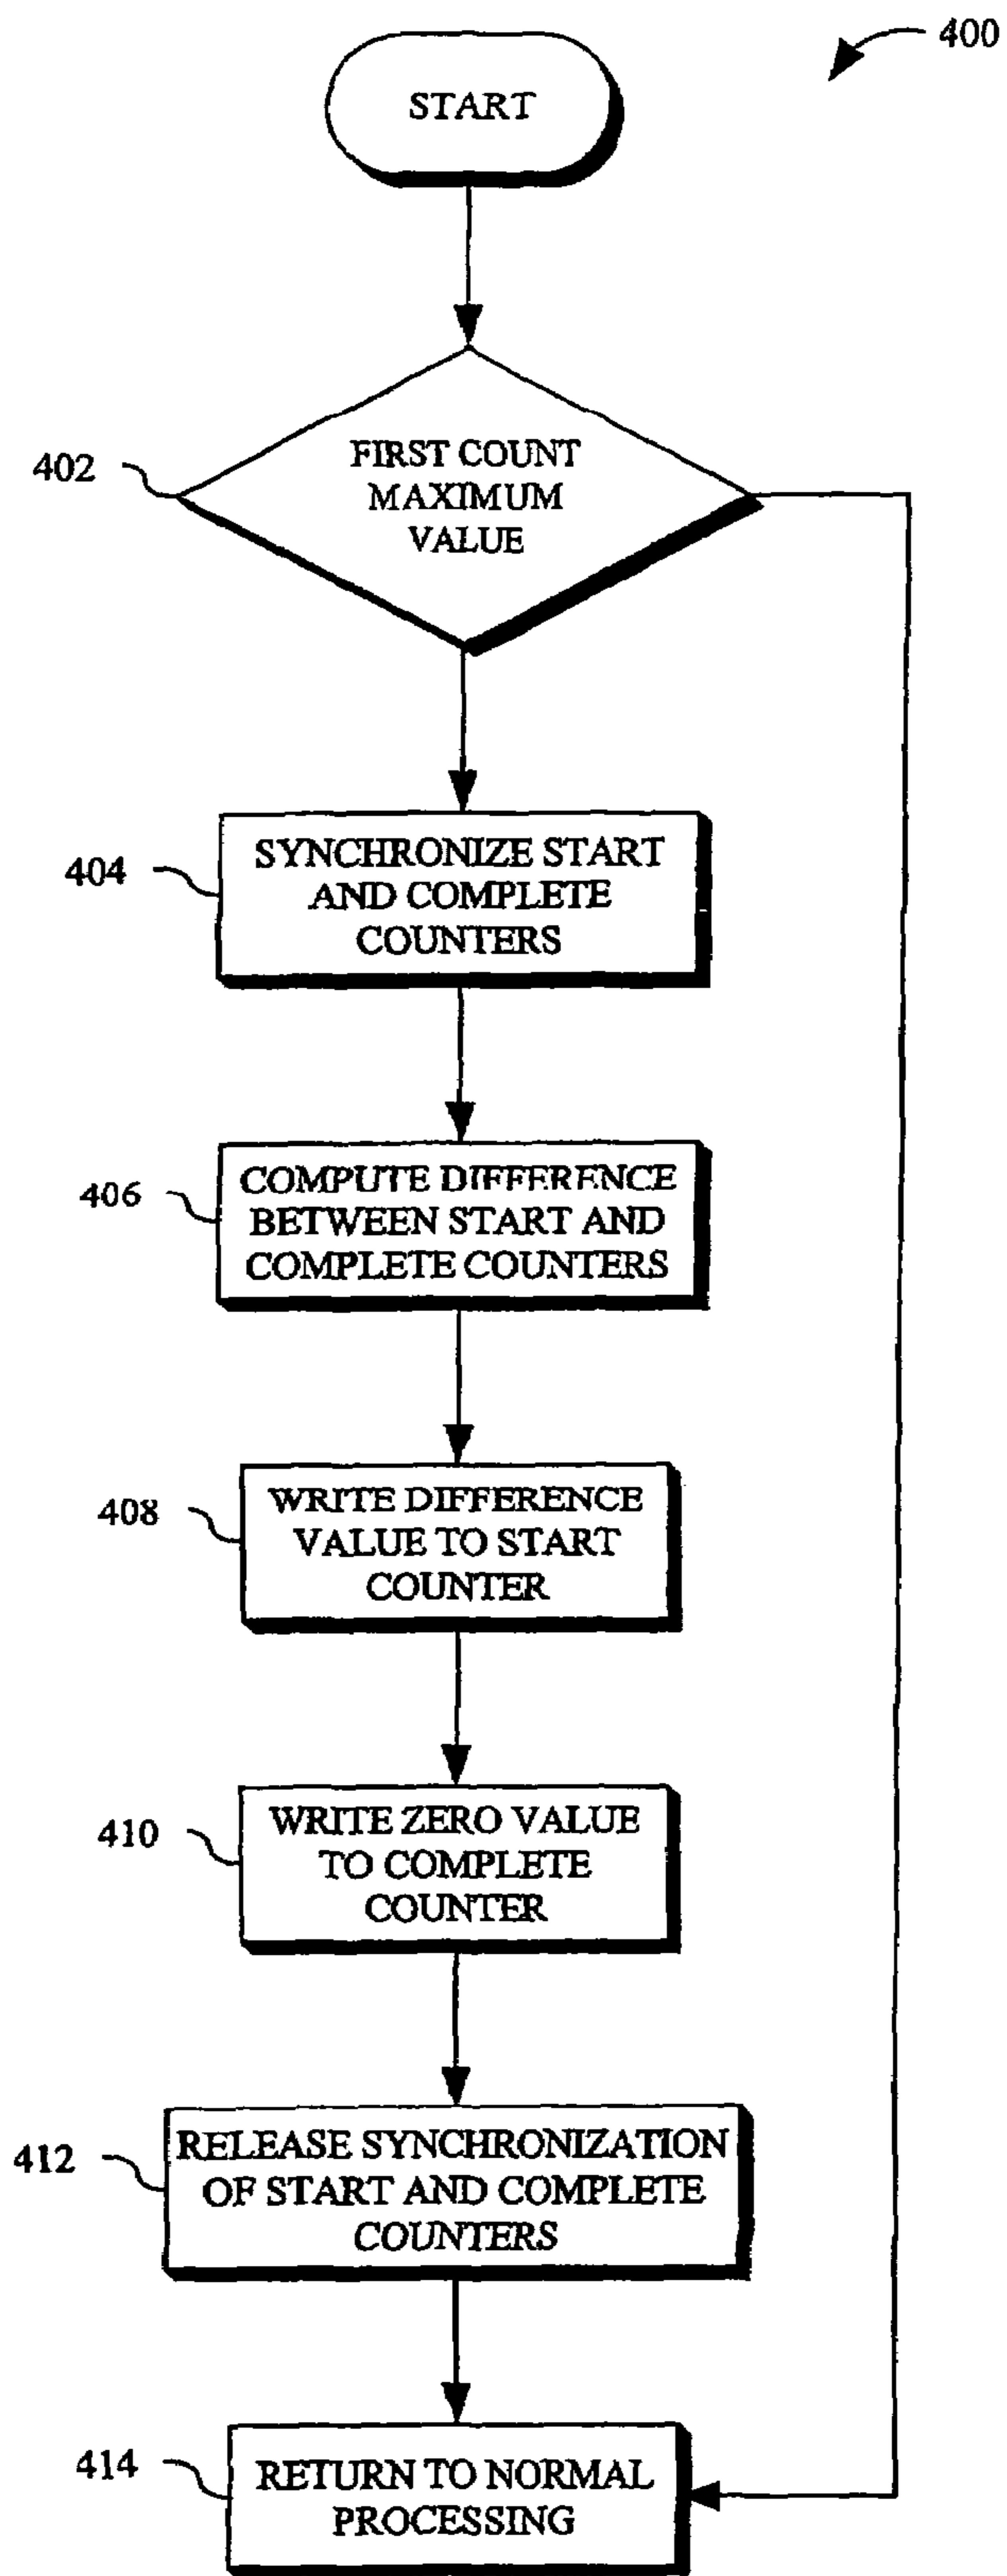 400
START
402
FIRST COUNT
MAXIMUM
VALUE
404
SYNCHRONIZE START
AND COMPLETE
COUNTERS
406
COMPUTE DIFFERENCE
BETWEEN START AND
COMPLETE COUNTERS
408
WRITE DIFFERENCE
VALUE TO START
COUNTER
410
WRITE ZERO VALUE
TO COMPLETE
COUNTER
412
RELEASE SYNCHRONIZATION
OF START AND COMPLETE
COUNTERS
414
RETURN TO NORMAL
PROCESSING